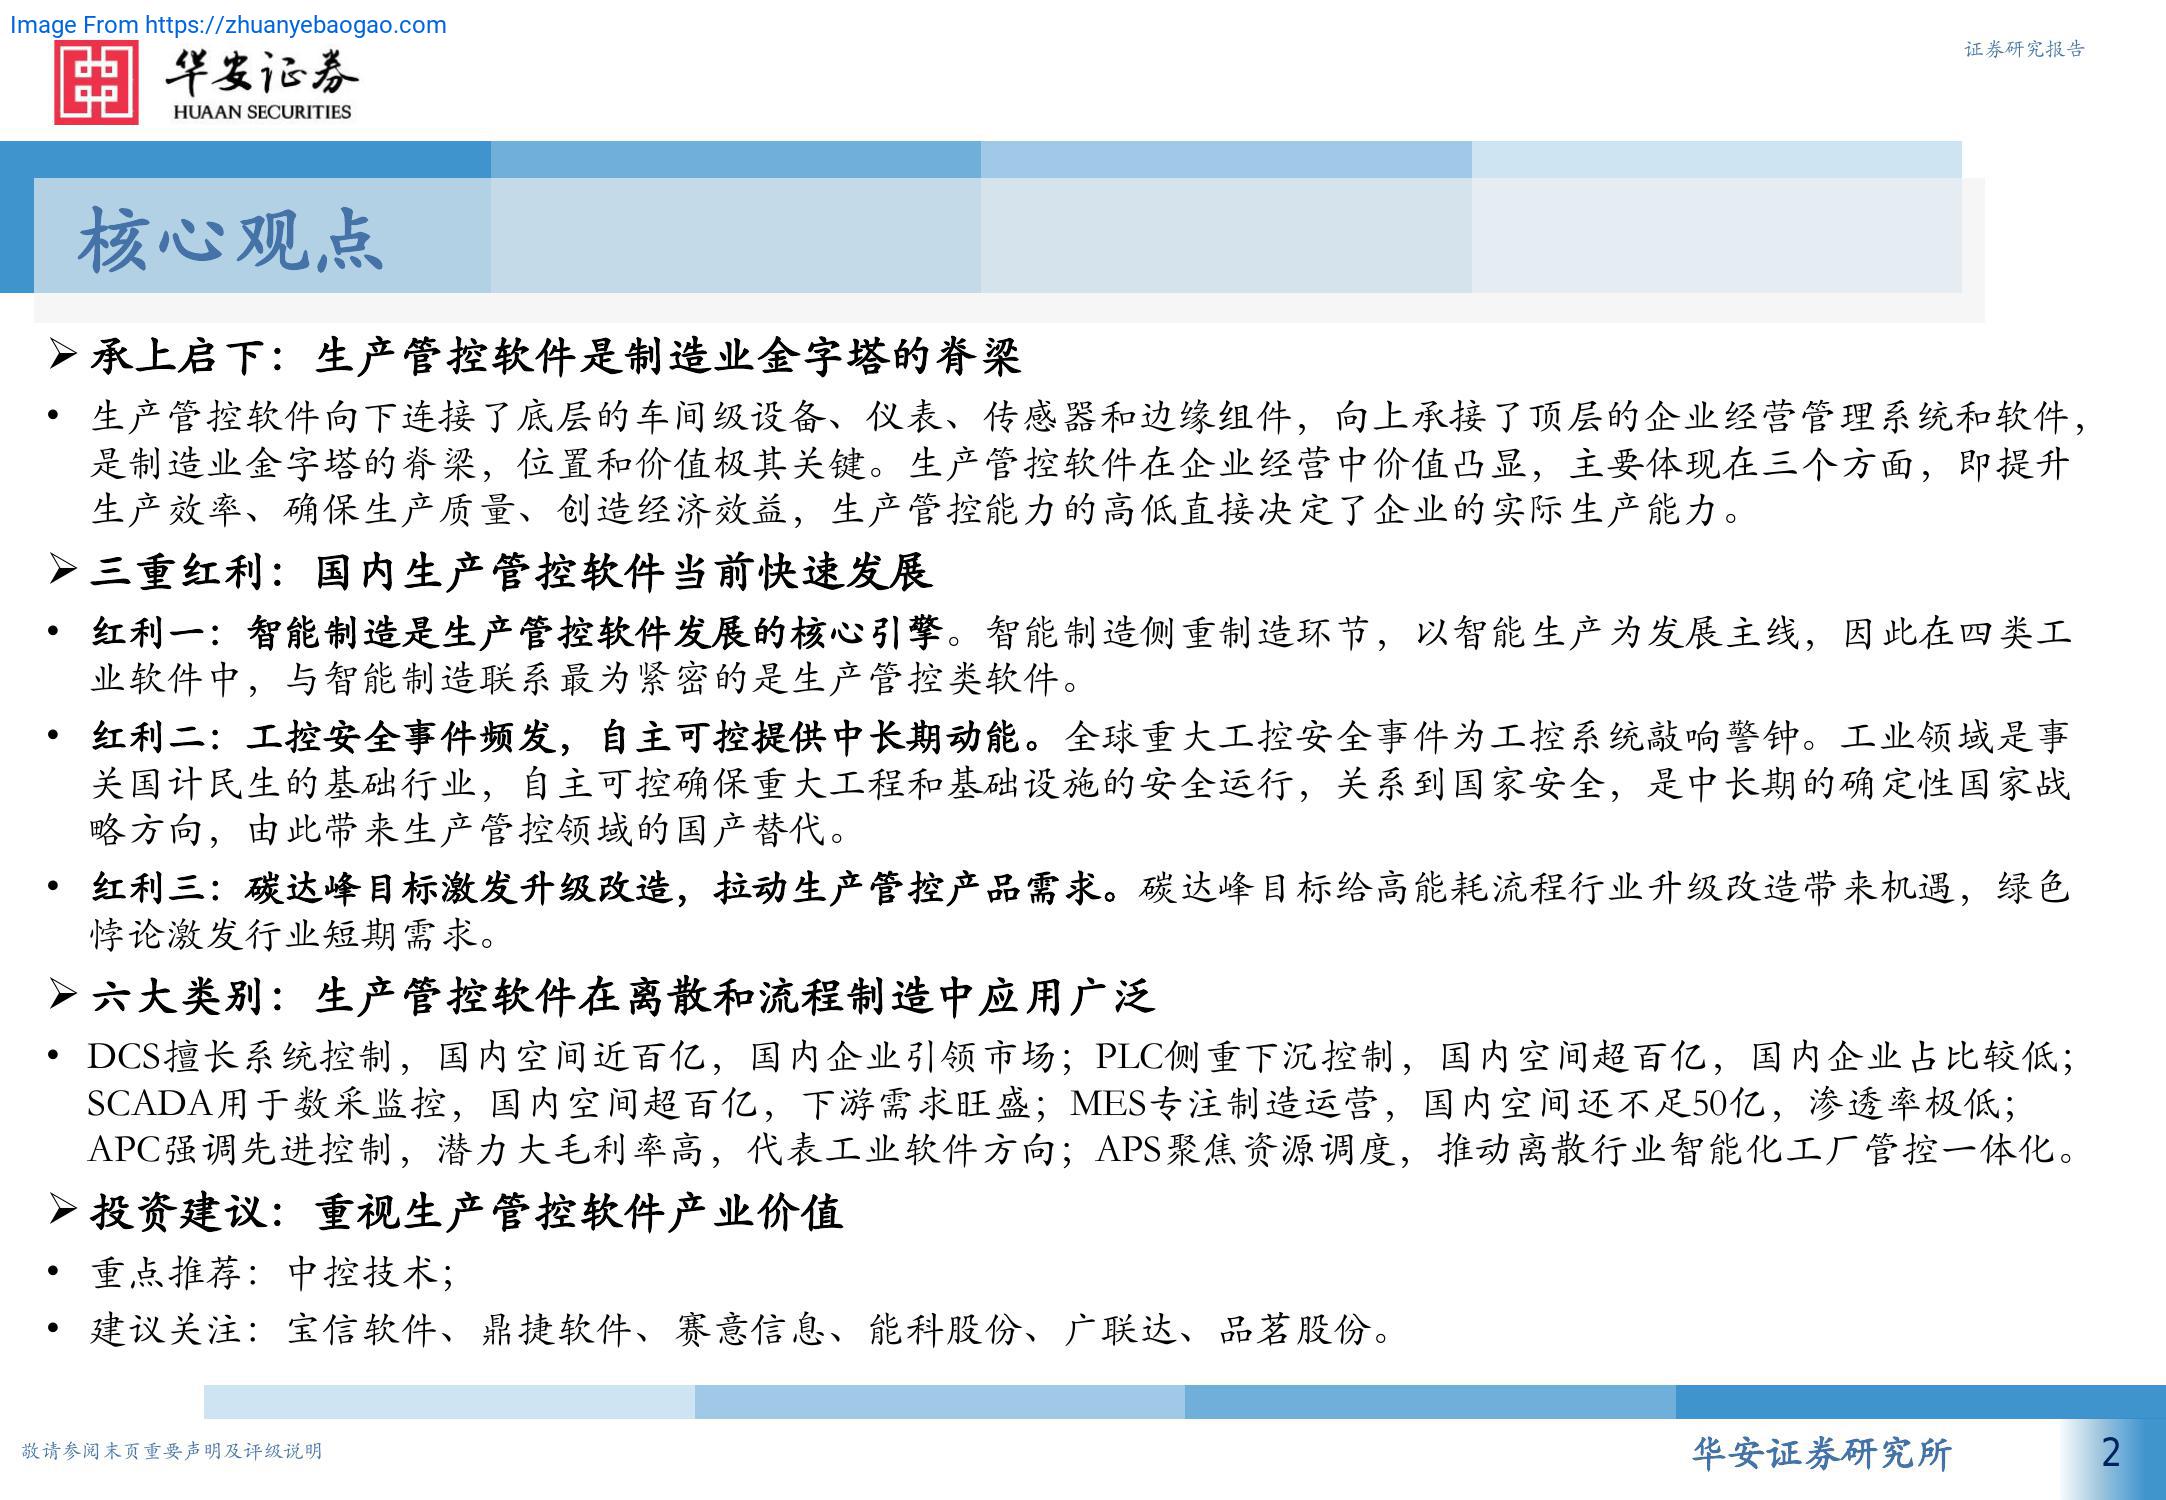 Image From https://zhuanyebaogao.com
证券研究报告
华安证券
HUAAN SECURITIES
核心观点
➢ 承上启下：生产管控软件是制造业金字塔的脊梁
• 生产管控软件向下连接了底层的车间级设备、仪表、传感器和边缘组件，向上承接了顶层的企业经营管理系统和软件，
是制造业金字塔的脊梁，位置和价值极其关键。生产管控软件在企业经营中价值凸显，主要体现在三个方面，即提升
生产效率、确保生产质量、创造经济效益，生产管控能力的高低直接决定了企业的实际生产能力。
➢ 三重红利：国内生产管控软件当前快速发展
• 红利一：智能制造是生产管控软件发展的核心引擎。智能制造侧重制造环节，以智能生产为发展主线，因此在四类工
业软件中，与智能制造联系最为紧密的是生产管控类软件。
• 红利二：工控安全事件频发，自主可控提供中长期动能。全球重大工控安全事件为工控系统敲响警钟。工业领域是事
关国计民生的基础行业，自主可控确保重大工程和基础设施的安全运行，关系到国家安全，是中长期的确定性国家战
略方向，由此带来生产管控领域的国产替代。
• 红利三：碳达峰目标激发升级改造，拉动生产管控产品需求。碳达峰目标给高能耗流程行业升级改造带来机遇，绿色
悖论激发行业短期需求。
➢ 六大类别：生产管控软件在离散和流程制造中应用广泛
• DCS擅长系统控制，国内空间近百亿，国内企业引领市场；PLC侧重下沉控制，国内空间超百亿，国内企业占比较低；
SCADA用于数采监控，国内空间超百亿，下游需求旺盛；MES专注制造运营，国内空间还不足50亿，渗透率极低；
APC强调先进控制，潜力大毛利率高，代表工业软件方向；APS聚焦资源调度，推动离散行业智能化工厂管控一体化。
➢ 投资建议：重视生产管控软件产业价值
• 重点推荐：中控技术；
• 建议关注：宝信软件、鼎捷软件、赛意信息、能科股份、广联达、品茗股份。
敬请参阅末页重要声明及评级说明
华安证券研究所
2